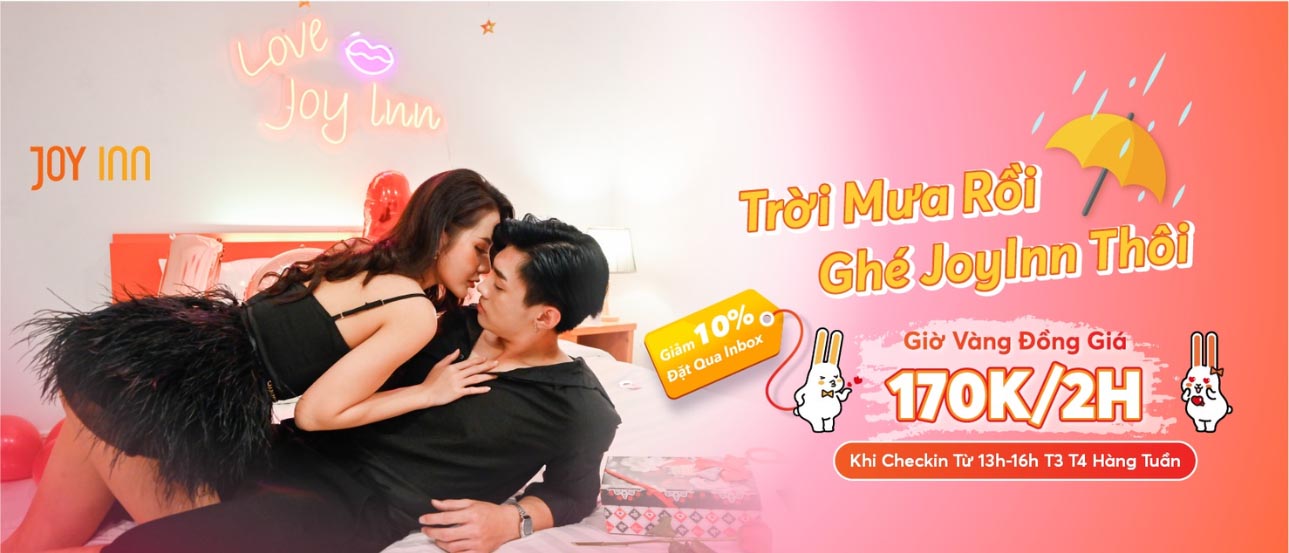 Love
Joy Inn
JOY INN
Trời Mưa Rồi
Ghé JoyInn Thôi
Giảm 10%
Đặt Qua Inbox
Giờ Vàng Đồng Giá
170K/2H
Khi Checkin Từ 13h-16h T3 T4 Hàng Tuần